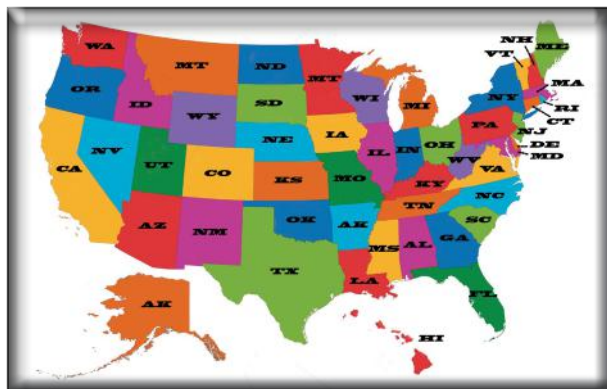 WA
MT
ND
MT
NH
ME
VT
OR
ID
WY
SD
WI
MI
NY
MA
RI
CT
PA
NJ
NV
NE
IA
OH
DE
MD
CA
UT
CO
IL
IN
WV
VA
KS
MO
KY
NC
TN
AZ
NM
OK
AK
SC
MS
AL
GA
TX
LA
FL
AK
HI